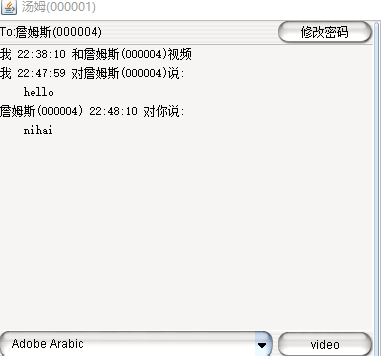 汤姆(000001)
To:詹姆斯(000004)
修改密码
我 22:38:10 和詹姆斯(000004)视频
我 22:47:59 对詹姆斯(000004)说:
hello
詹姆斯(000004) 22:48:10 对你说:
nihai
Adobe Arabic
video